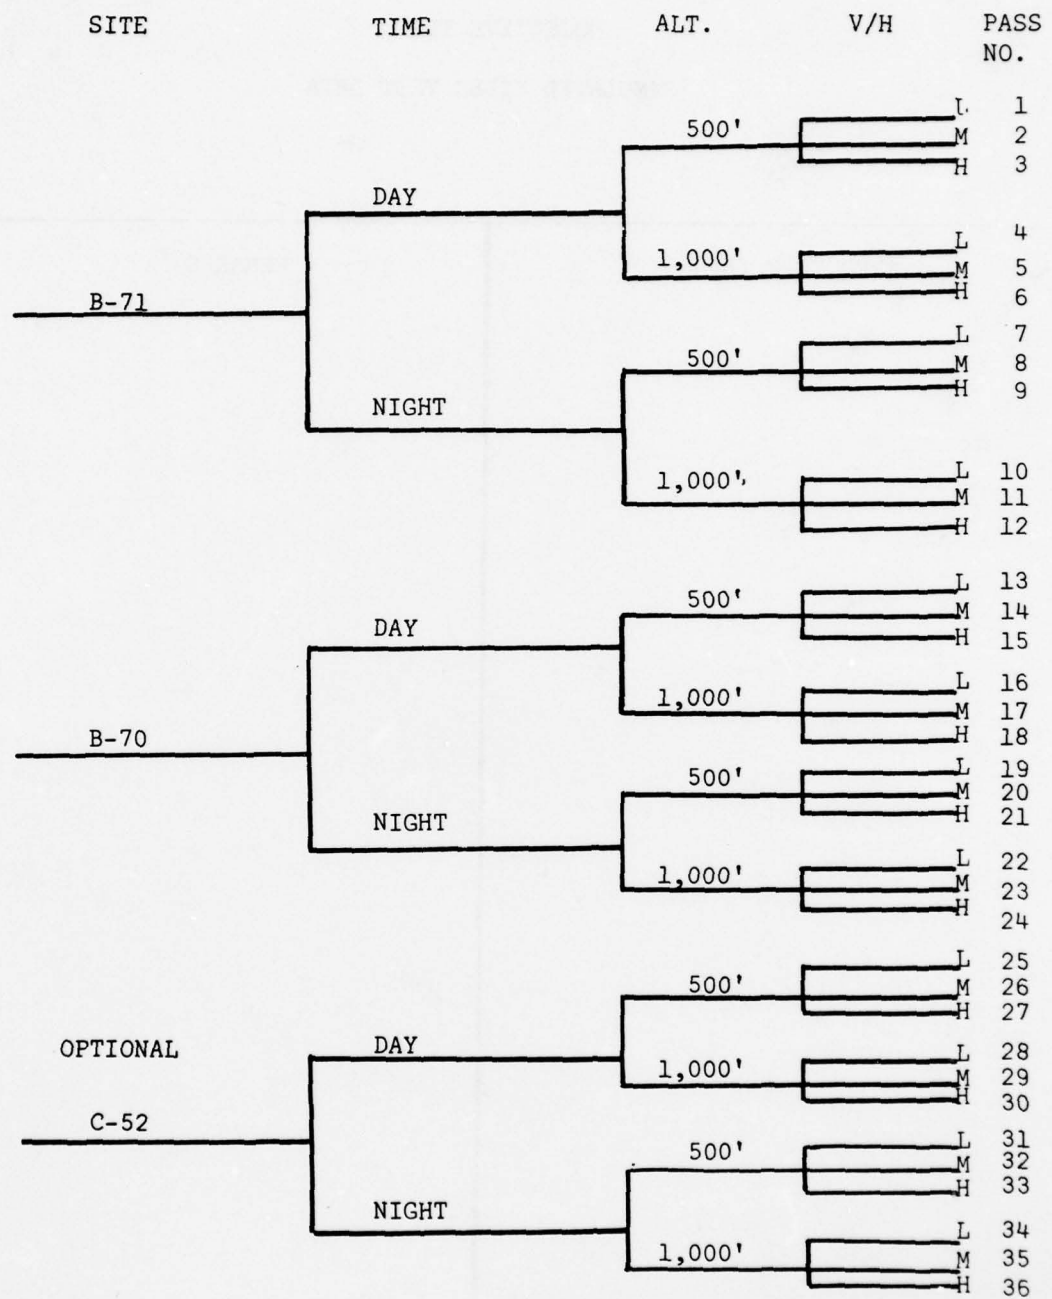 SITE TIME ALT. V/H PASS NO.
500' L 1
M 2
H 3
DAY
L 4
1,000' M 5
H 6
B-71
L 7
500' M 8
H 9
NIGHT
L 10
1,000' M 11
H 12
L 13
500' M 14
H 15
DAY
L 16
1,000' M 17
H 18
B-70
L 19
500' M 20
H 21
NIGHT
L 22
1,000' M 23
H 24
L 25
500' M 26
H 27
OPTIONAL DAY
L 28
1,000' M 29
H 30
C-52
L 31
500' M 32
H 33
NIGHT
L 34
1,000' M 35
H 36